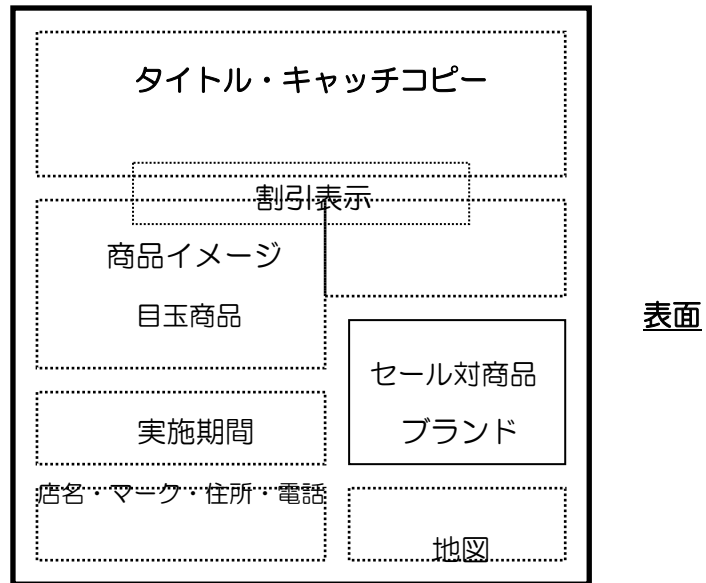 タイトル・キャッチコピー
割引表示
商品イメージ
目玉商品
表面
セール対商品
ブランド
実施期間
店名・マーク・住所・電話
地図